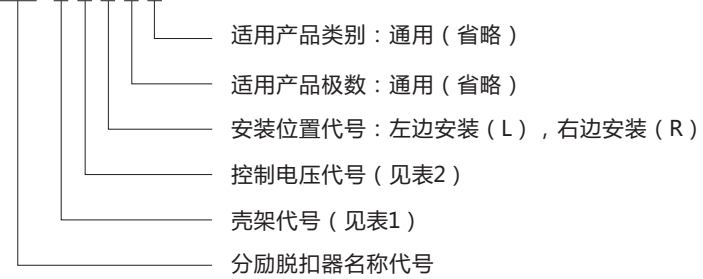 适用产品类别：通用（省略）
适用产品极数：通用（省略）
安装位置代号：左边安装（L），右边安装（R）
控制电压代号（见表2）
壳架代号（见表1）
分励脱扣器名称代号